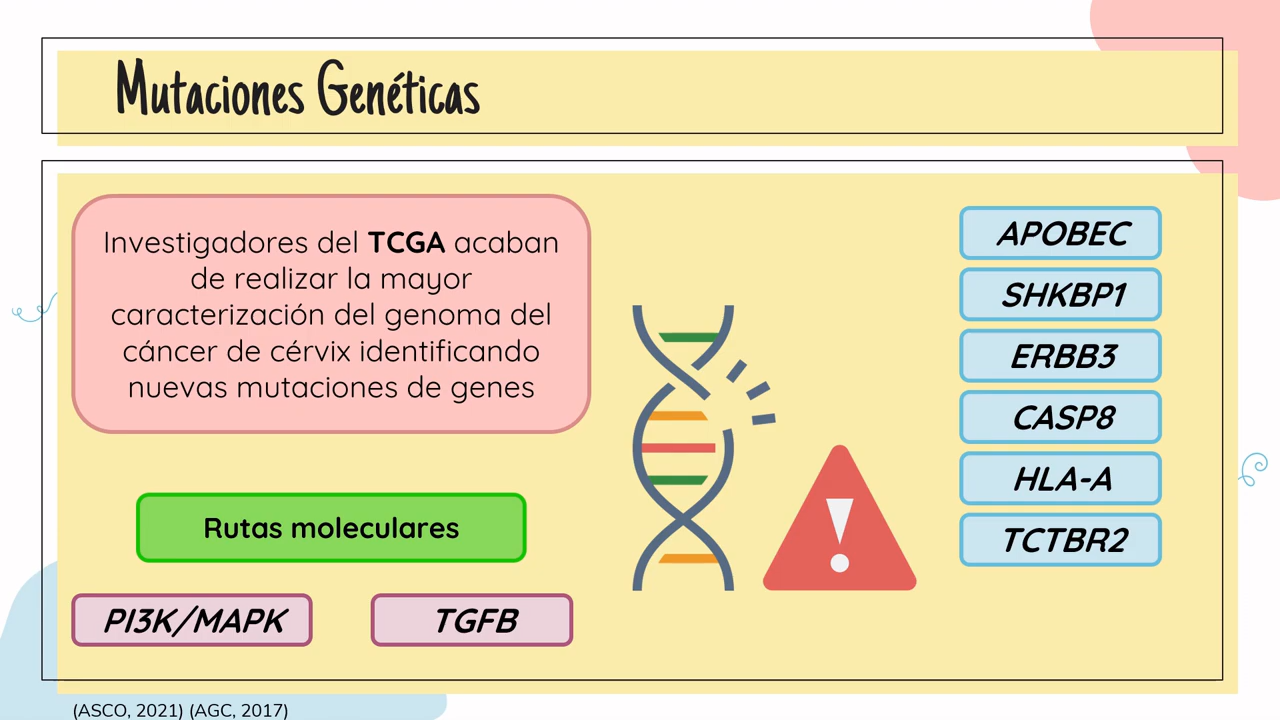 Mutaciones Genéticas
Investigadores del TCGA acaban
de realizar la mayor
caracterización del genoma del
cáncer de cérvix identificando
nuevas mutaciones de genes
Rutas moleculares
PI3K/MAPK
TGFB
APOBEC
SHKBP1
ERBB3
CASP8
HLA-A
TCTBR2
(ASCO, 2021) (AGC, 2017)